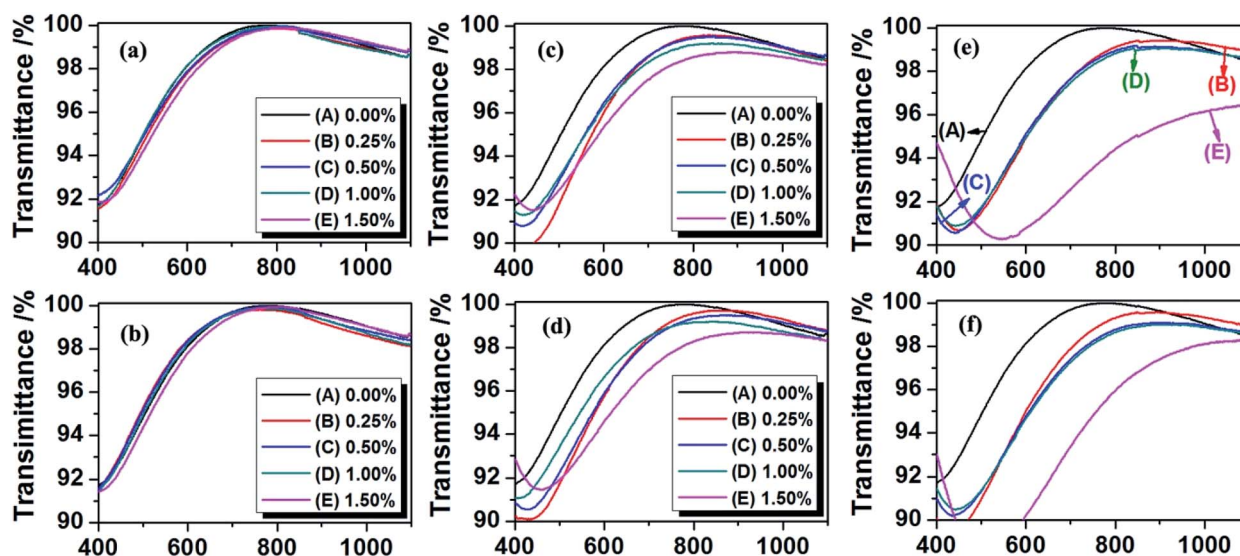 Transmittance /%
100
98
96
94
92
90
(a)
(A) 0.00%
(B) 0.25%
(C) 0.50%
(D) 1.00%
(E) 1.50%
400 600 800 1000
Transmittance /%
100
98
96
94
92
90
(c)
(A) 0.00%
(B) 0.25%
(C) 0.50%
(D) 1.00%
(E) 1.50%
400 600 800 1000
Transmittance /%
100
98
96
94
92
90
(e)
(A)
(B)
(C)
(D)
(E)
400 600 800 1000
Transimittance /%
100
98
96
94
92
90
(b)
(A) 0.00%
(B) 0.25%
(C) 0.50%
(D) 1.00%
(E) 1.50%
400 600 800 1000
Transmittance /%
100
98
96
94
92
90
(d)
(A) 0.00%
(B) 0.25%
(C) 0.50%
(D) 1.00%
(E) 1.50%
400 600 800 1000
Transmittance /%
100
98
96
94
92
90
(f)
400 600 800 1000